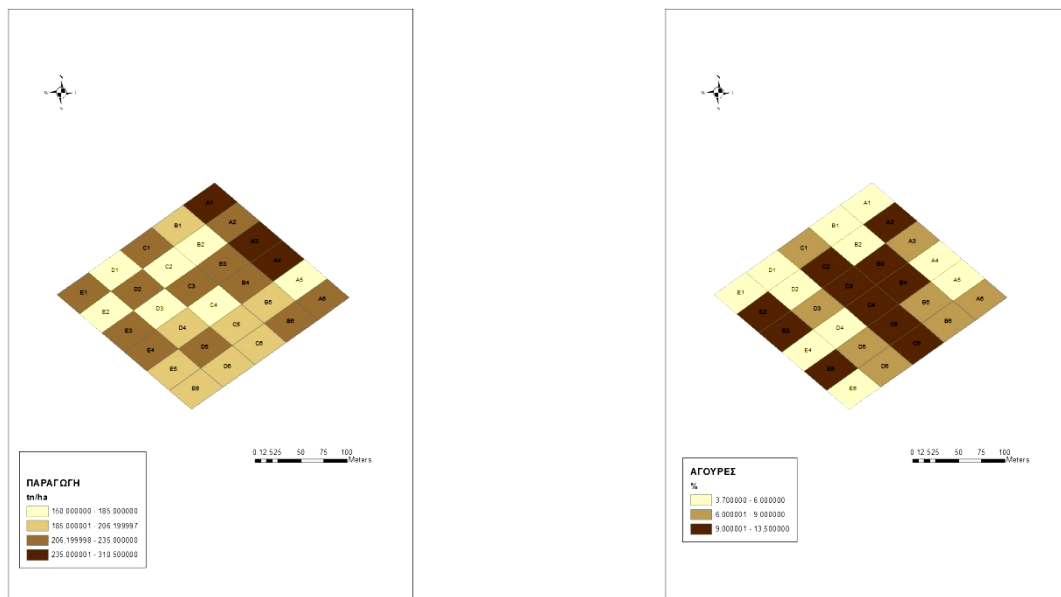 A1
B1
A2
C1
B2
A3
D1
C2
B3
A4
E1
D2
C3
B4
A5
E2
D3
C4
B5
A6
E3
D4
C5
B6
E4
D5
C6
E5
D6
E6
0 12.525 50 75 100
Meters
ΠΑΡΑΓΩΓΗ
tn/ha
150.000000 - 185.000000
185.000001 - 206.199997
206.199998 - 235.000000
235.000001 - 310.500000
A1
B1
A2
C1
B2
A3
D1
C2
B3
A4
E1
D2
C3
B4
A5
E2
D3
C4
B5
A6
E3
D4
C5
B6
E4
D5
C6
E5
D6
E6
0 12.525 50 75 100
Meters
ΑΓΟΥΡΕΣ
%
3.700000 - 6.000000
6.000001 - 9.000000
9.000001 - 13.500000